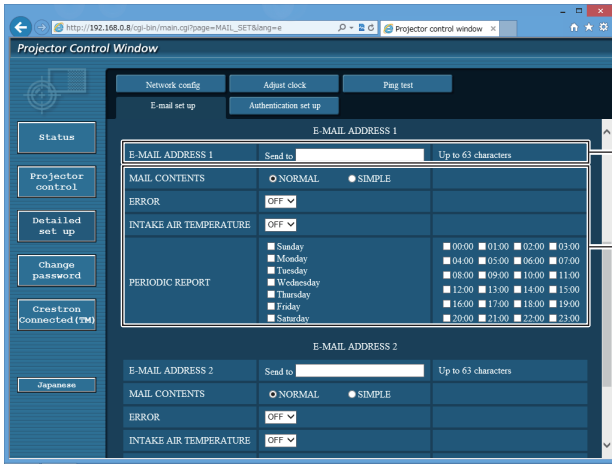 http://192.168.0.8/cgi-bin/main.cgi?page=MAIL_SET&lang=e
Projector control window
Projector Control Window
Network config Adjust clock Ping test
E-mail set up Authentication set up
Status
Projector control
Detailed set up
Change password
Crestron Connected(TM)
Japanese
E-MAIL ADDRESS 1
E-MAIL ADDRESS 1 Send to Up to 63 characters
MAIL CONTENTS NORMAL SIMPLE
ERROR OFF
INTAKE AIR TEMPERATURE OFF
PERIODIC REPORT
Sunday
Monday
Tuesday
Wednesday
Thursday
Friday
Saturday
00:00 01:00 02:00 03:00
04:00 05:00 06:00 07:00
08:00 09:00 10:00 11:00
12:00 13:00 14:00 15:00
16:00 17:00 18:00 19:00
20:00 21:00 22:00 23:00
E-MAIL ADDRESS 2
E-MAIL ADDRESS 2 Send to Up to 63 characters
MAIL CONTENTS NORMAL SIMPLE
ERROR OFF
INTAKE AIR TEMPERATURE OFF